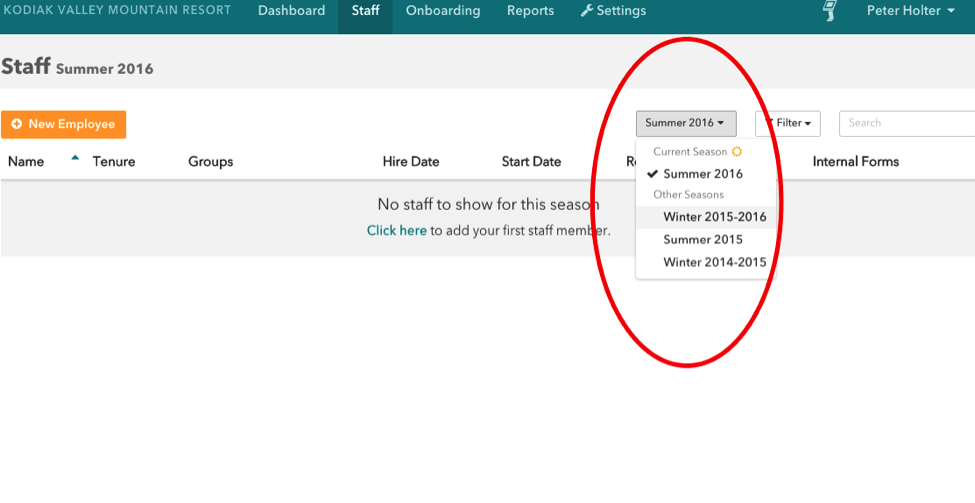 KODIAK VALLEY MOUNTAIN RESORT Dashboard Staff Onboarding Reports Settings Peter Holter
Staff Summer 2016
New Employee Summer 2016 Filter Search
Name Tenure Groups Hire Date Start Date Internal Forms
Current Season
Summer 2016
Other Seasons
No staff to show for this season
Winter 2015-2016
Click here to add your first staff member.
Summer 2015
Winter 2014-2015